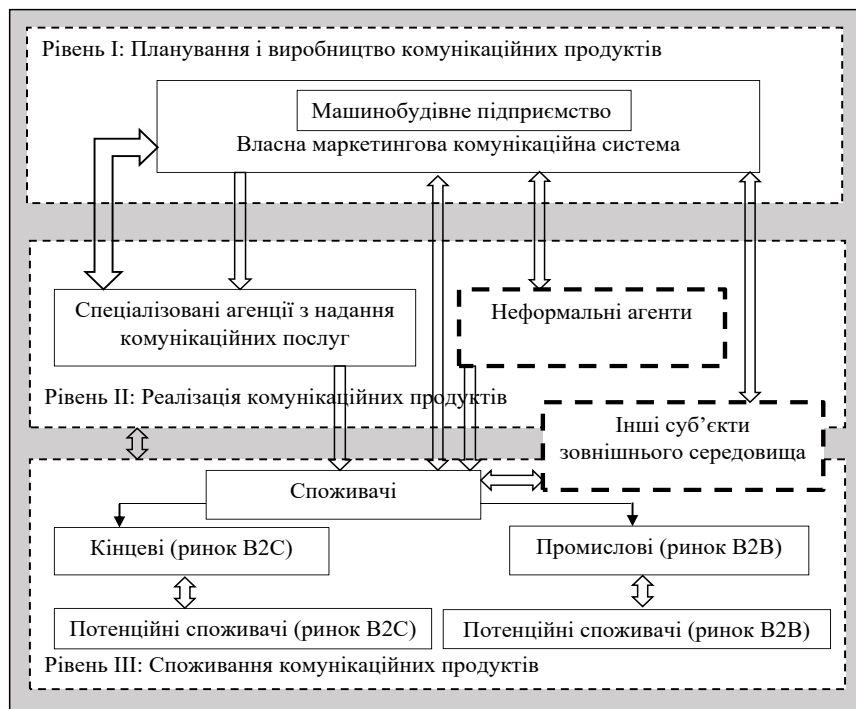 Рівень І: Планування і виробництво комунікаційних продуктів
Машинобудівне підприємство
Власна маркетингова комунікаційна система
Спеціалізовані агенції з надання
комунікаційних послуг
Неформальні агенти
Рівень ІІ: Реалізація комунікаційних продуктів
Інші суб’єкти
зовнішнього середовища
Споживачі
Кінцеві (ринок В2С)
Промислові (ринок В2В)
Потенційні споживачі (ринок В2С)
Потенційні споживачі (ринок В2В)
Рівень ІІІ: Споживання комунікаційних продуктів